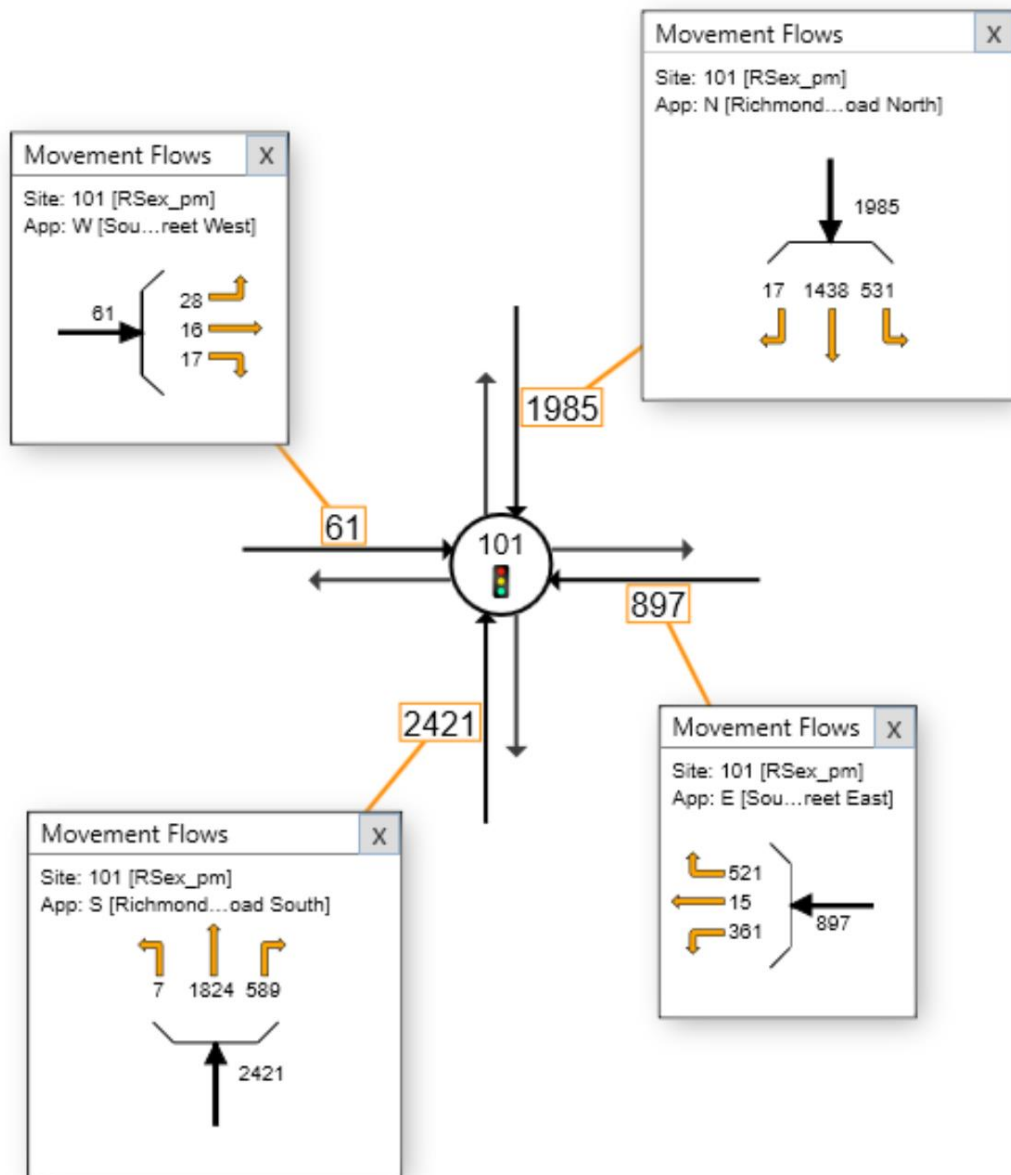 Movement Flows X
Site: 101 [RSex_pm]
App: N [Richmond...oad North]
1985
17 1438 531
Movement Flows X
Site: 101 [RSex_pm]
App: W [Sou...reet West]
61
28
16
17
1985
61
101
897
2421
Movement Flows X
Site: 101 [RSex_pm]
App: E [Sou...reet East]
521
15
361
897
Movement Flows X
Site: 101 [RSex_pm]
App: S [Richmond...oad South]
7 1824 589
2421